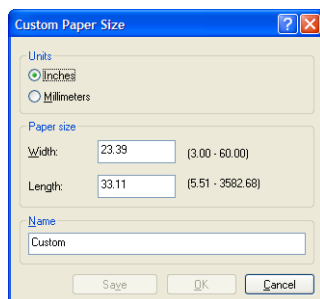 Custom Paper Size
Units
Inches
Millimeters
Paper size
Width: 23.39 (3.00 - 60.00)
Length: 33.11 (5.51 - 3582.68)
Name
Custom
Save OK Cancel